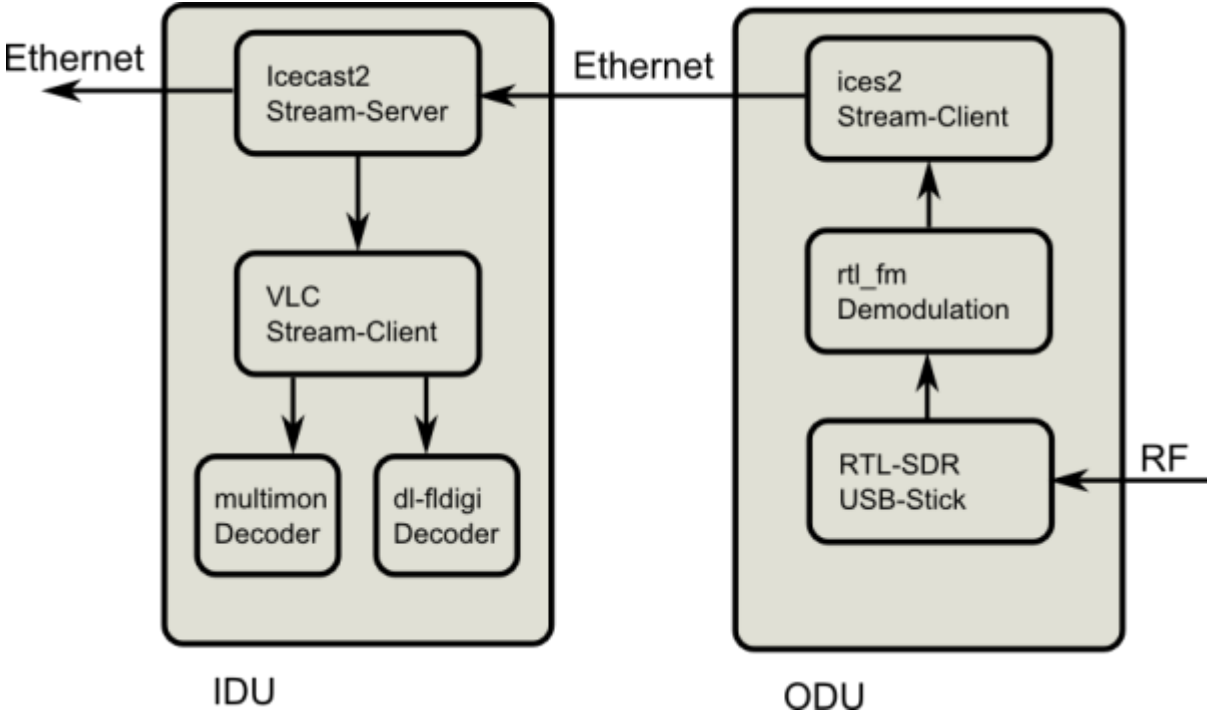 Ethernet
Icecast2
Stream-Server
VLC
Stream-Client
multimon
Decoder
dl-fldigi
Decoder
IDU
Ethernet
ices2
Stream-Client
rtl_fm
Demodulation
RTL-SDR
USB-Stick
RF
ODU